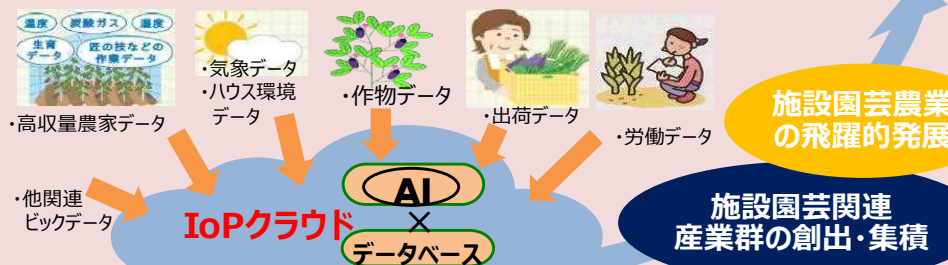 温度
炭酸ガス
湿度
生育
データ
匠の技などの
作業データ
・高収量農家データ
・気象データ
・ハウス環境
データ
・作物データ
・出荷データ
・労働データ
・他関連
ビックデータ
IoPクラウド
AI
×
データベース
施設園芸農業
の飛躍的発展
施設園芸関連
産業群の創出・集積